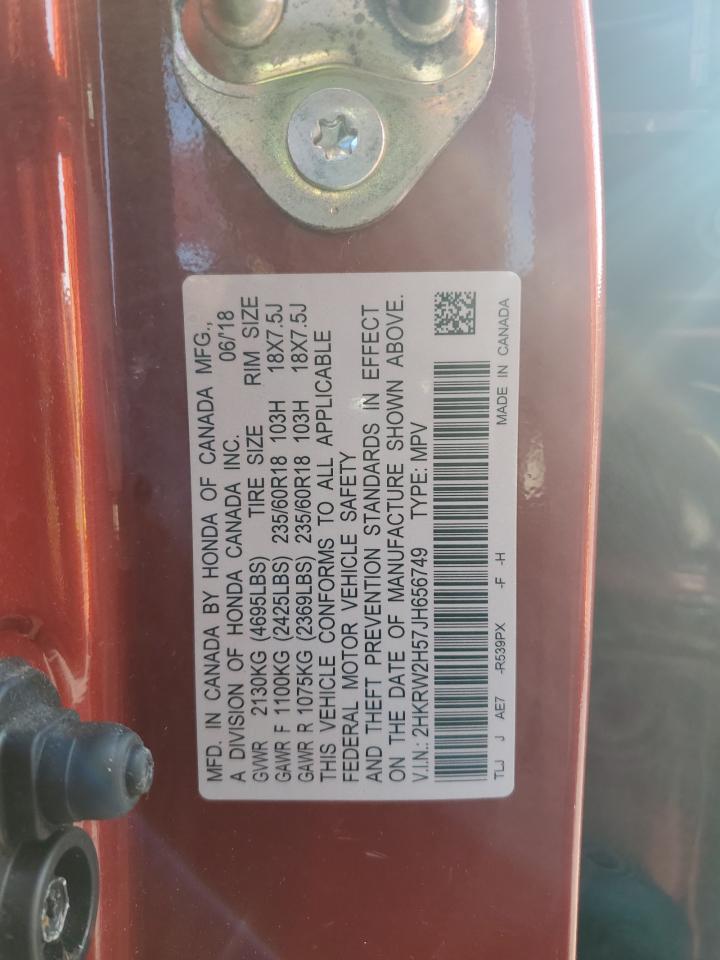 MFD. IN CANADA BY HONDA OF CANADA MFG.,
A DIVISION OF HONDA CANADA INC. 06/18
GVWR 2130KG (4695LBS) TIRE SIZE RIM SIZE
GAWR F 1100KG (2425LBS) 235/60R18 103H 18X7.5J
GAWR R 1075KG (2369LBS) 235/60R18 103H 18X7.5J
THIS VEHICLE CONFORMS TO ALL APPLICABLE
FEDERAL MOTOR VEHICLE SAFETY
AND THEFT PREVENTION STANDARDS IN EFFECT
ON THE DATE OF MANUFACTURE SHOWN ABOVE.
V.I.N.: 2HKRW2H57JH656749 TYPE: MPV
TLJ J AE7 -R539PX -F -H MADE IN CANADA